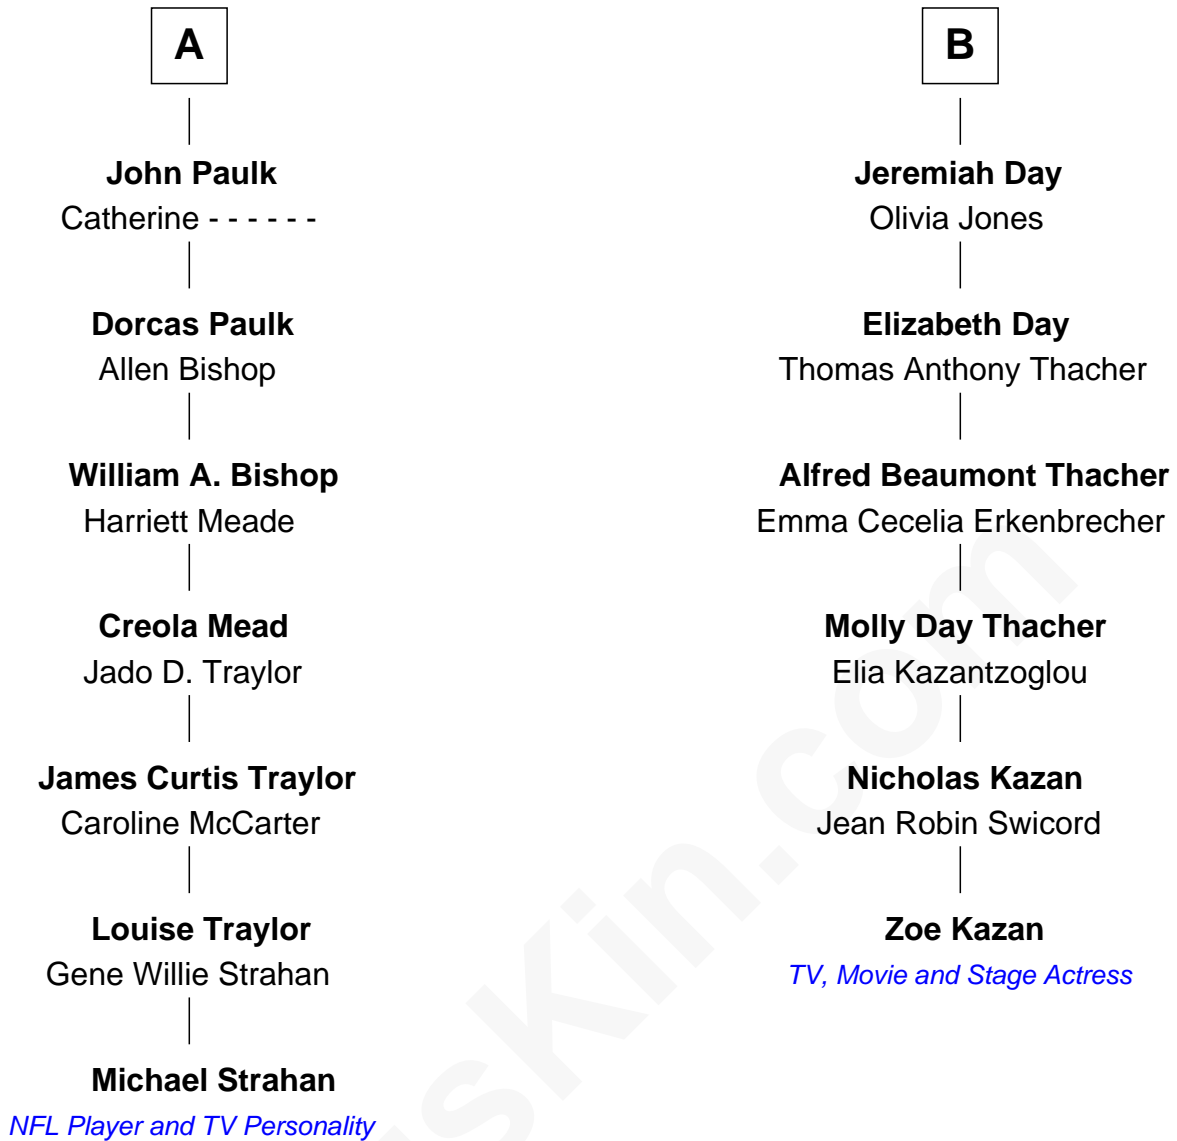 A
John Paulk
Catherine - - - - - -
Dorcas Paulk
Allen Bishop
William A. Bishop
Harriett Meade
Creola Mead
Jado D. Traylor
James Curtis Traylor
Caroline McCarter
Louise Traylor
Gene Willie Strahan
Michael Strahan
NFL Player and TV Personality
B
Jeremiah Day
Olivia Jones
Elizabeth Day
Thomas Anthony Thacher
Alfred Beaumont Thacher
Emma Cecelia Erkenbrecher
Molly Day Thacher
Elia Kazantzoglou
Nicholas Kazan
Jean Robin Swicord
Zoe Kazan
TV, Movie and Stage Actress
usKin.com